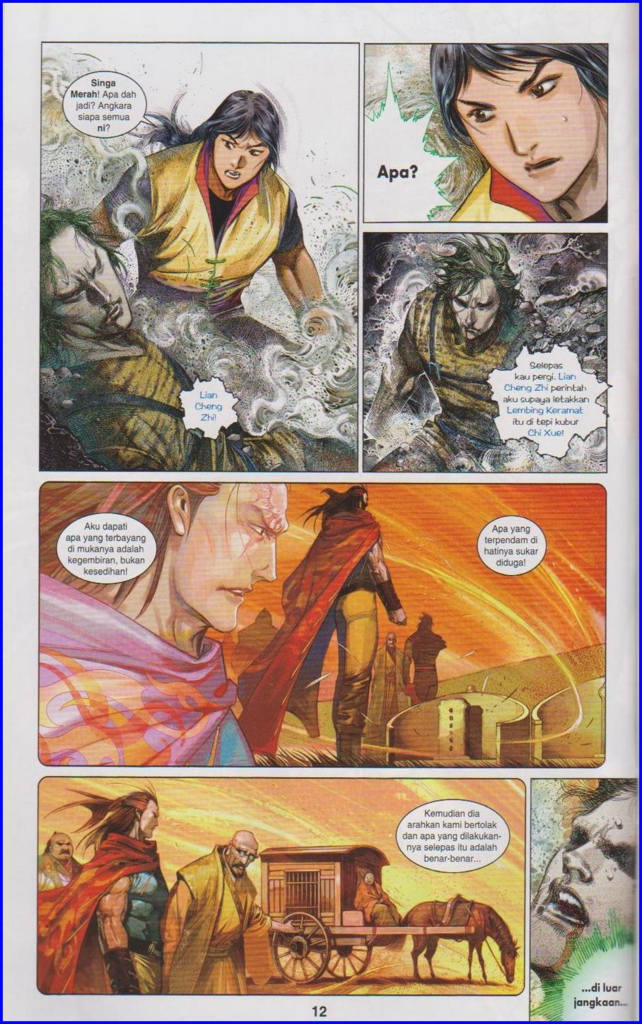 Singa
Merah! Apa dah
jadi? Angkara
siapa semua
ni?
Lian
Cheng
Zhi!
Apa?
Selepas
kau pergi. Lian
Cheng Zhi perintah
aku supaya letakkan
Lembing Keramat
itu di tepi kubur
Chi Xue!
Aku dapati
apa yang terbayang
di mukanya adalah
kegembiran, bukan
kesedihan!
Apa yang
terpendam di
hatinya sukar
diduga!
Kemudian dia
arahkan kami bertolak
dan apa yang dilakukan-
nya selepas itu adalah
benar-benar...
...di luar
jangkaan...
12